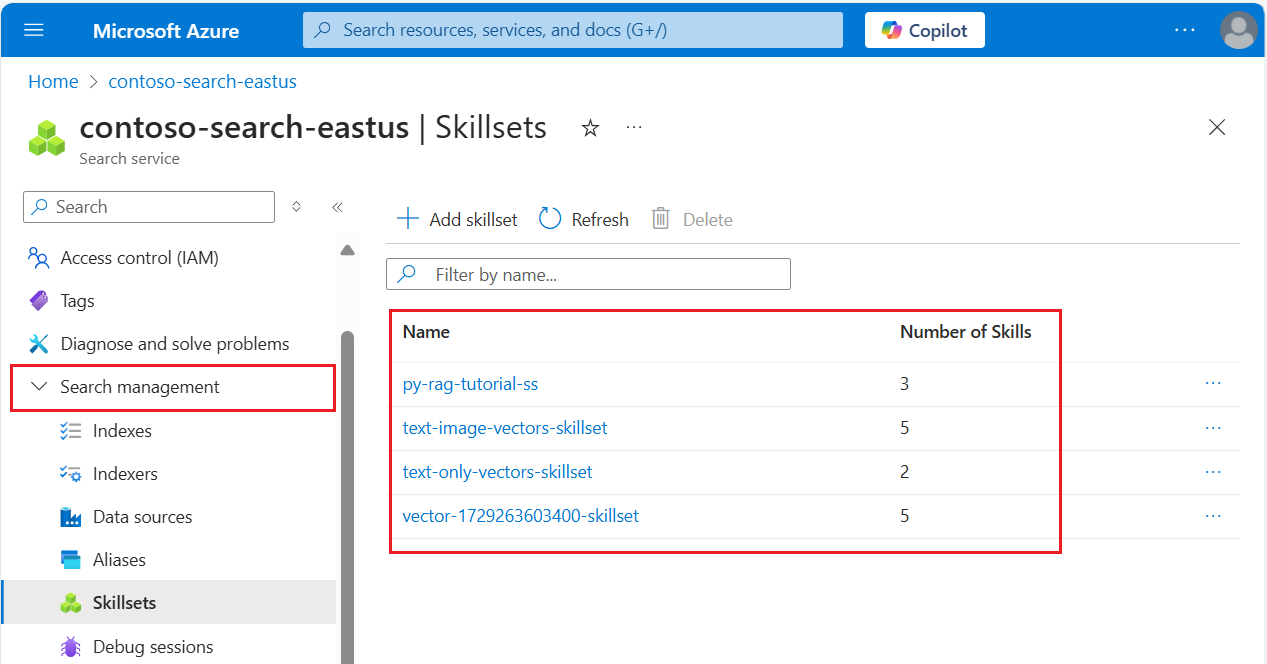 Microsoft Azure
Search resources, services, and docs (G+/)
Copilot
Home > contoso-search-eastus
contoso-search-eastus | Skillsets
Search service
Search
Add skillset
Refresh
Delete
Access control (IAM)
Tags
Diagnose and solve problems
Search management
Indexes
Indexers
Data sources
Aliases
Skillsets
Debug sessions
Filter by name...
Name Number of Skills
py-rag-tutorial-ss 3
text-image-vectors-skillset 5
text-only-vectors-skillset 2
vector-1729263603400-skillset 5